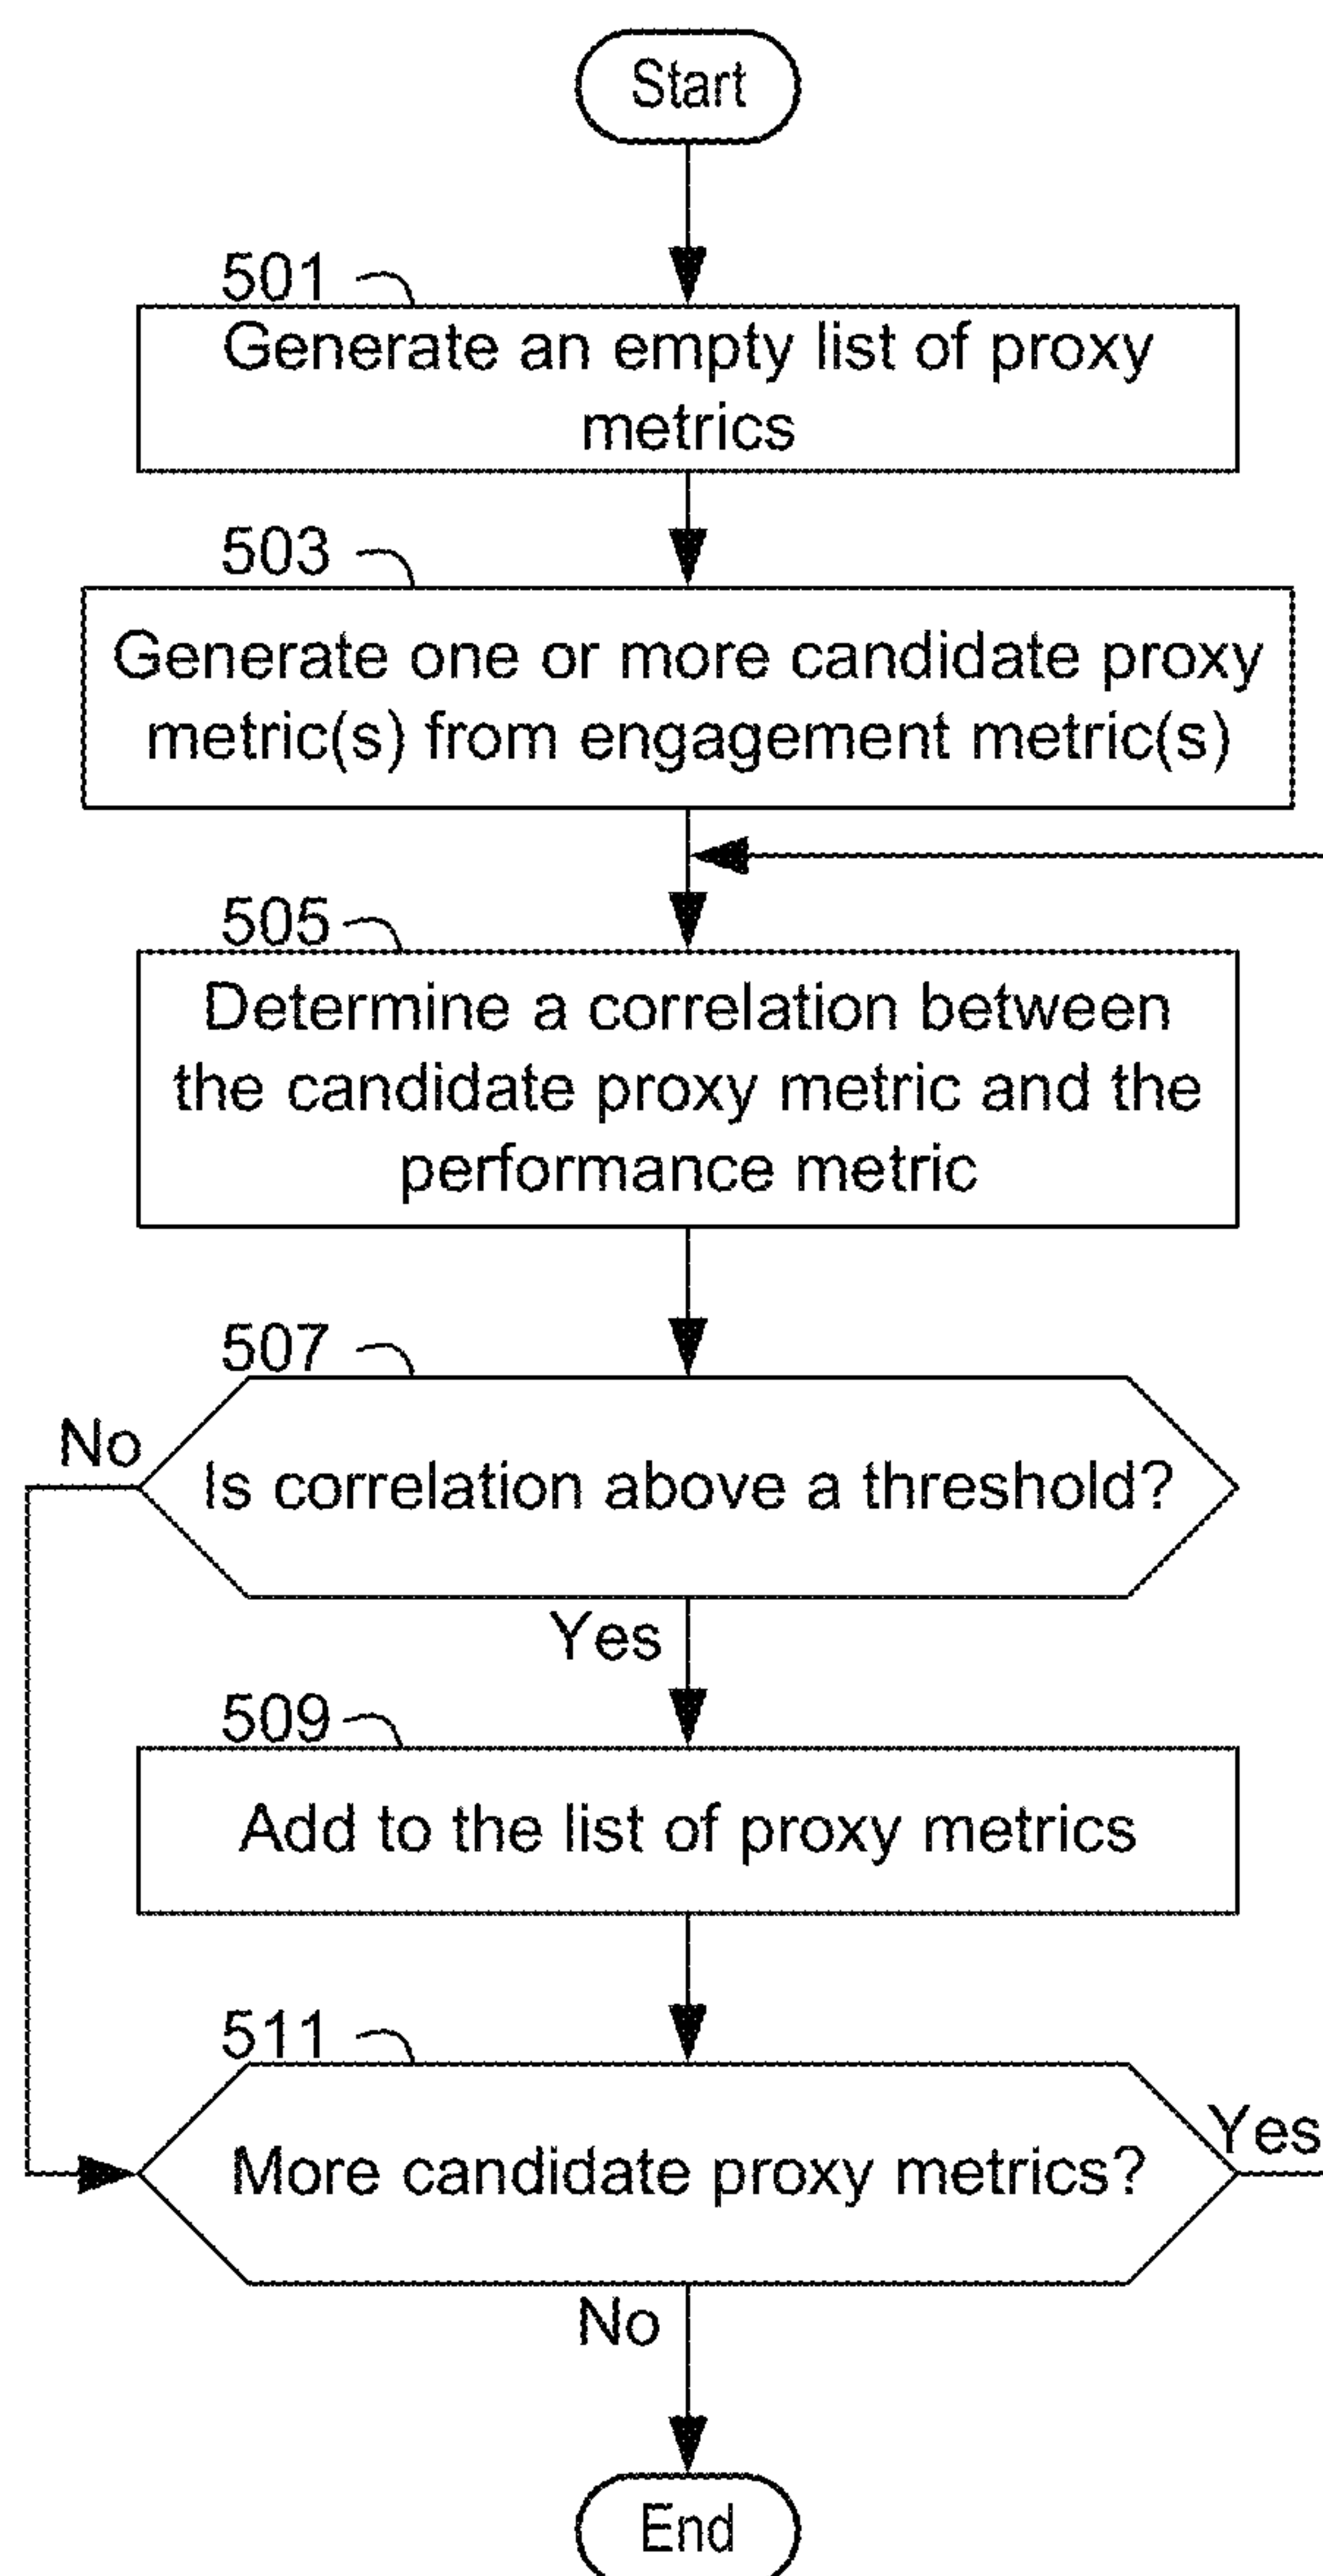 Start
501
Generate an empty list of proxy
metrics
503
Generate one or more candidate proxy
metric(s) from engagement metric(s)
505
Determine a correlation between
the candidate proxy metric and the
performance metric
507
No
Is correlation above a threshold?
Yes
509
Add to the list of proxy metrics
511
Yes
More candidate proxy metrics?
No
End